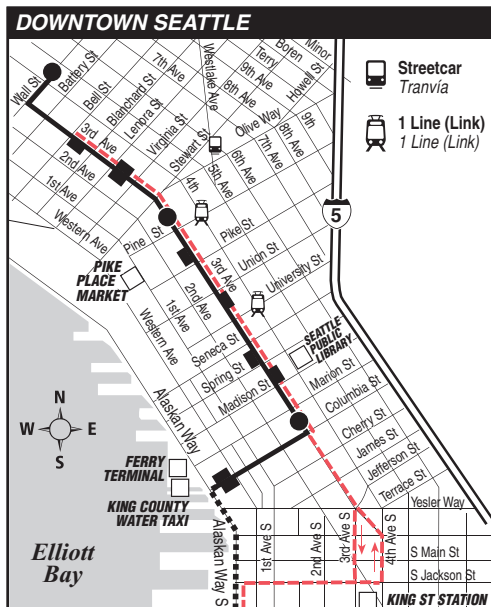 DOWNTOWN SEATTLE
Streetcar
Tranvía
1 Line (Link)
1 Line (Link)
5
Wall St
Battery St
Bell St
Blanchard St
Lenora St
Virginia St
Stewart St
7th Ave
Westlake Ave
8th Ave
9th Ave
Terry
Boren
Minor
Howell St
Olive Way
9th
8th Ave
7th Ave
6th Ave
5th Ave
4th
3rd Ave
2nd Ave
1st Ave
Western Ave
Pine St
Pike St
Union St
University St
3rd Ave
2nd Ave
1st Ave
Western Ave
PIKE
PLACE
MARKET
SEATTLE
PUBLIC
LIBRARY
Seneca St
Spring St
Madison St
Marion St
Columbia St
Cherry St
James St
Jefferson St
Terrace St
Yesler Way
Alaskan Way
N
W E
S
FERRY
TERMINAL
KING COUNTY
WATER TAXI
Elliott
Bay
Alaskan Way S
1st Ave S
2nd Ave S
3rd Ave S
4th Ave S
S Main St
S Jackson St
KING ST STATION